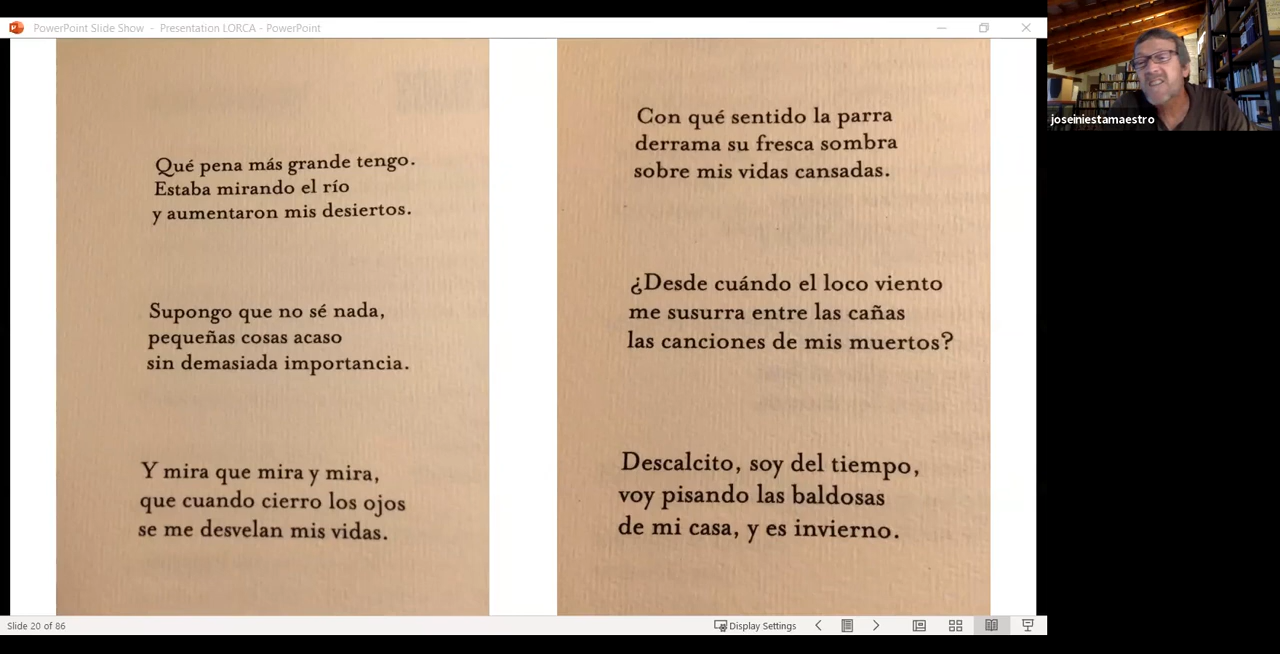 PowerPoint Slide Show - Presentation LORCA - PowerPoint
Qué pena más grande tengo.
Estaba mirando el río
y aumentaron mis desiertos.
Supongo que no sé nada,
pequeñas cosas acaso
sin demasiada importancia.
Y mira que mira y mira,
que cuando cierro los ojos
se me desvelan mis vidas.
Con qué sentido la parra
derrama su fresca sombra
sobre mis vidas cansadas.
¿Desde cuándo el loco viento
me susurra entre las cañas
las canciones de mis muertos?
Descalcito, soy del tiempo,
voy pisando las baldosas
de mi casa, y es invierno.
joseiniestamaestro
Slide 20 of 86
Display Settings